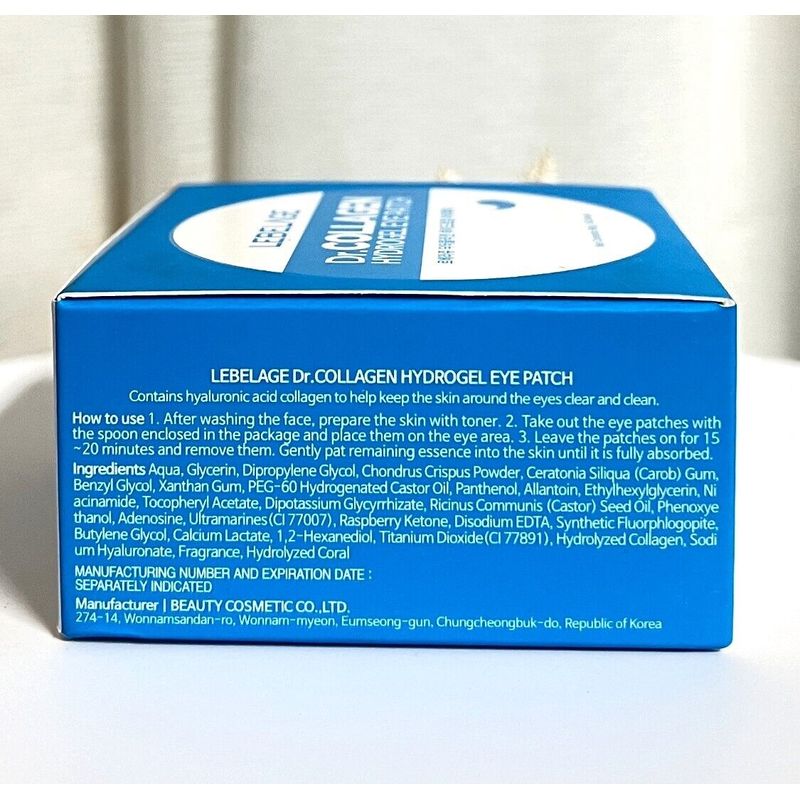 LEBELAGE
Dr.COLLAGEN
HYDROGEL EYE PATCH
LEBELAGE Dr.COLLAGEN HYDROGEL EYE PATCH
Contains hyaluronic acid collagen to help keep the skin around the eyes clear and clean.
How to use 1. After washing the face, prepare the skin with toner. 2. Take out the eye patches with
the spoon enclosed in the package and place them on the eye area. 3. Leave the patches on for 15
~20 minutes and remove them. Gently pat remaining essence into the skin until it is fully absorbed.
Ingredients Aqua, Glycerin, Dipropylene Glycol, Chondrus Crispus Powder, Ceratonia Siliqua (Carob) Gum,
Benzyl Glycol, Xanthan Gum, PEG-60 Hydrogenated Castor Oil, Panthenol, Allantoin, Ethylhexylglycerin, Ni
acinamide, Tocopheryl Acetate, Dipotassium Glycyrrhizate, Ricinus Communis (Castor) Seed Oil, Phenoxye
thanol, Adenosine, Ultramarines(CI 77007), Raspberry Ketone, Disodium EDTA, Synthetic Fluorphlogopite,
Butylene Glycol, Calcium Lactate, 1,2-Hexanediol, Titanium Dioxide(CI 77891), Hydrolyzed Collagen, Sodi
um Hyaluronate, Fragrance, Hydrolyzed Coral
MANUFACTURING NUMBER AND EXPIRATION DATE :
SEPARATELY INDICATED
Manufacturer | BEAUTY COSMETIC CO.,LTD.
274-14, Wonnamsandan-ro, Wonnam-myeon, Eumseong-gun, Chungcheongbuk-do, Republic of Korea